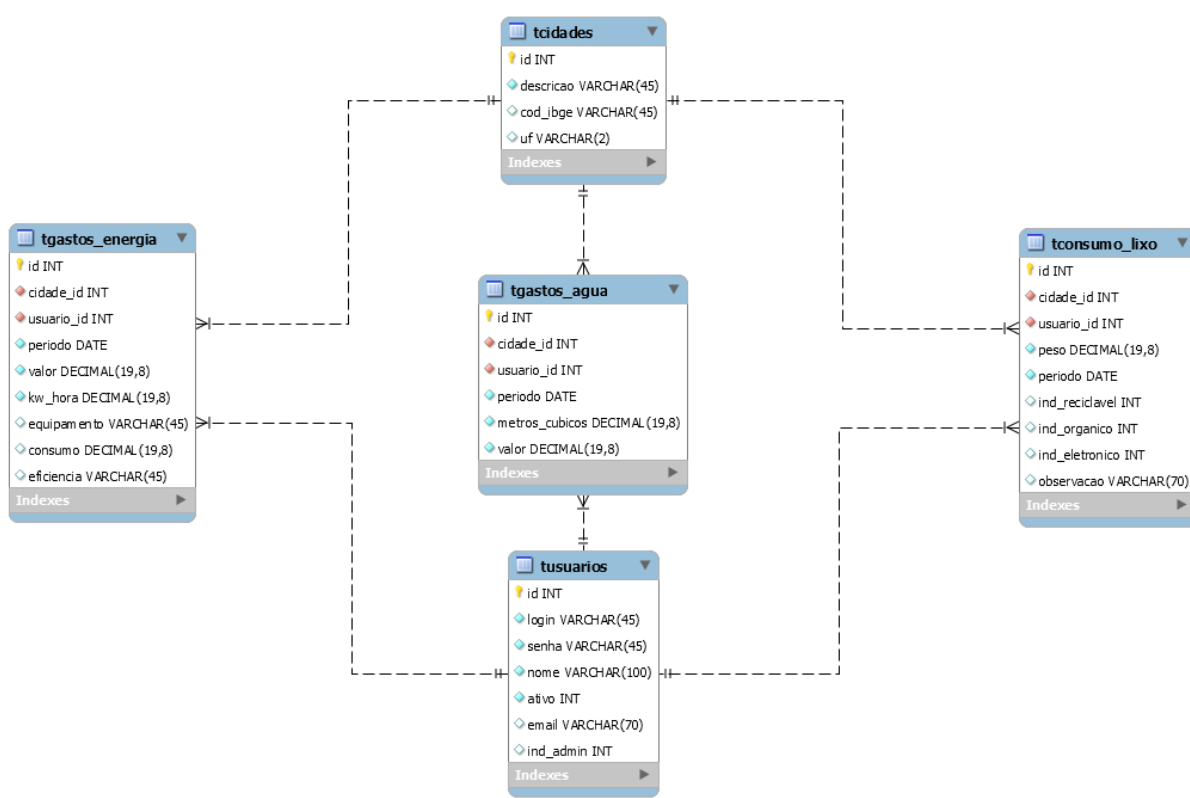 tcidades
id INT
descricao VARCHAR(45)
cod_ibge VARCHAR(45)
uf VARCHAR(2)
Indexes
tgastos_energia
id INT
cidade_id INT
usuario_id INT
periodo DATE
valor DECIMAL(19,8)
kw_hora DECIMAL(19,8)
equipamento VARCHAR(45)
consumo DECIMAL(19,8)
eficiencia VARCHAR(45)
Indexes
tgastos_agua
id INT
cidade_id INT
usuario_id INT
periodo DATE
metros_cubicos DECIMAL(19,8)
valor DECIMAL(19,8)
Indexes
tconsumo_lixo
id INT
cidade_id INT
usuario_id INT
peso DECIMAL(19,8)
periodo DATE
ind_reciclavel INT
ind_organico INT
ind_eletronico INT
observacao VARCHAR(70)
Indexes
tusuarios
id INT
login VARCHAR(45)
senha VARCHAR(45)
nome VARCHAR(100)
ativo INT
email VARCHAR(70)
ind_admin INT
Indexes